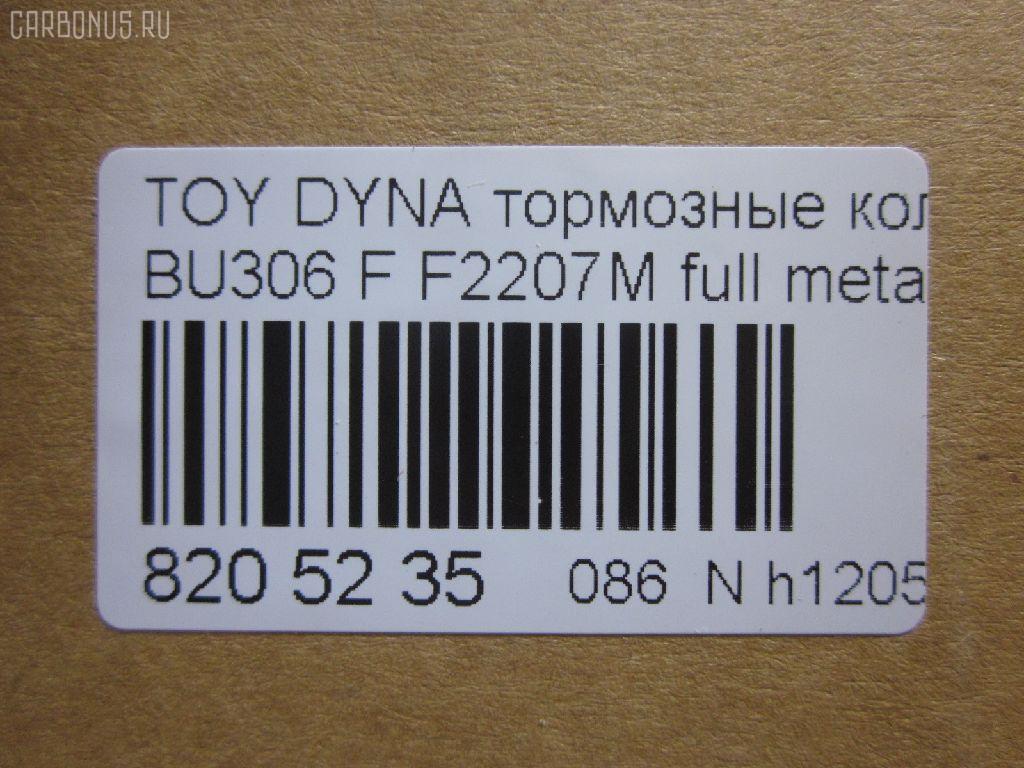 CARBONUS.RU
TOY DYNA тормозные кол
BU306 F F2207M full meta
820 52 35 086 N h1205